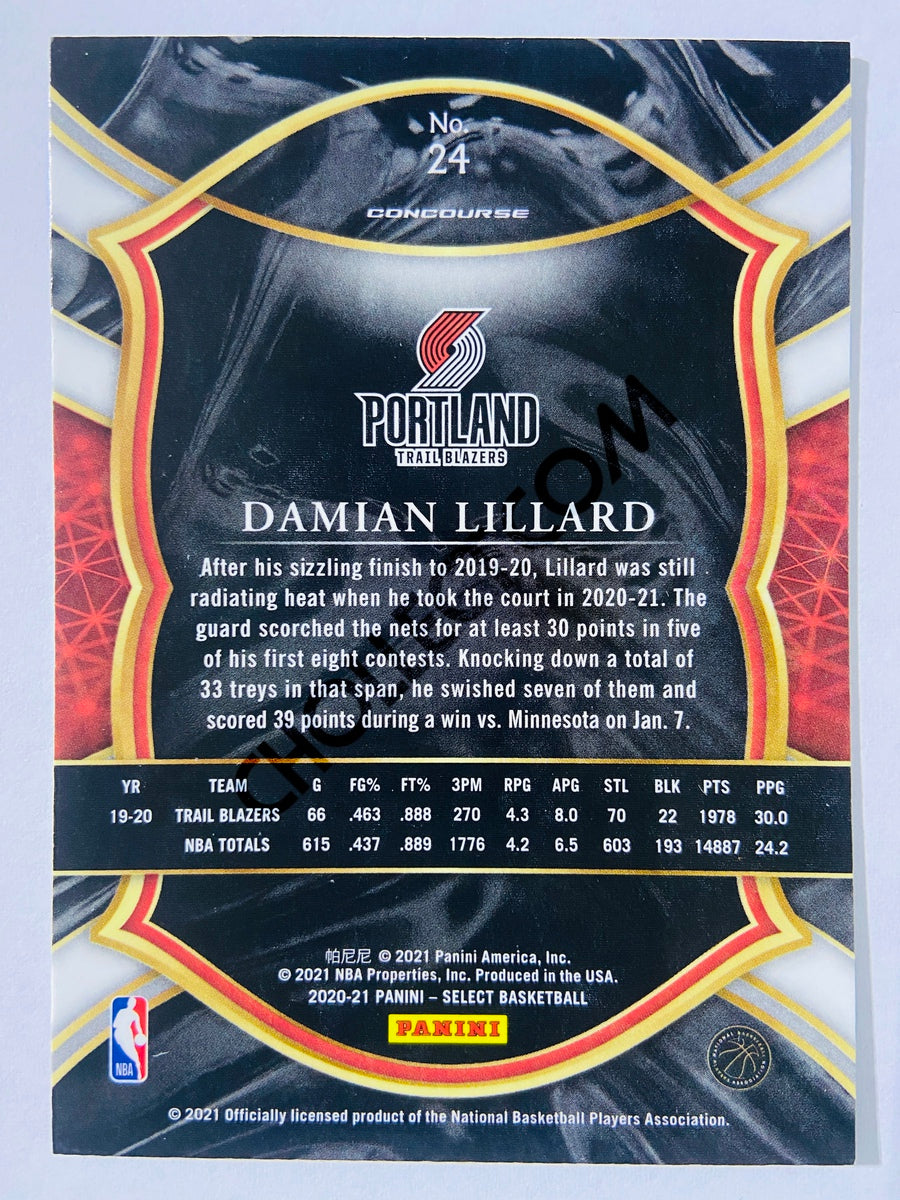 No.
24
CONCOURSE
PORTLAND
TRAIL BLAZERS
DAMIAN LILLARD
After his sizzling finish to 2019-20, Lillard was still
radiating heat when he took the court in 2020-21. The
guard scorched the nets for at least 30 points in five
of his first eight contests. Knocking down a total of
33 treys in that span, he swished seven of them and
scored 39 points during a win vs. Minnesota on Jan. 7.
YR TEAM G FG% FT% 3PM RPG APG STL BLK PTS PPG
19-20 TRAIL BLAZERS 66 .463 .888 270 4.3 8.0 70 22 1978 30.0
NBA TOTALS 615 .437 .889 1776 4.2 6.5 603 193 14887 24.2
帕尼尼 © 2021 Panini America, Inc.
© 2021 NBA Properties, Inc. Produced in the USA.
2020-21 PANINI – SELECT BASKETBALL
PANINI
NBA
NATIONAL BASKETBALL
PLAYERS ASSOCIATION
© 2021 Officially licensed product of the National Basketball Players Association.